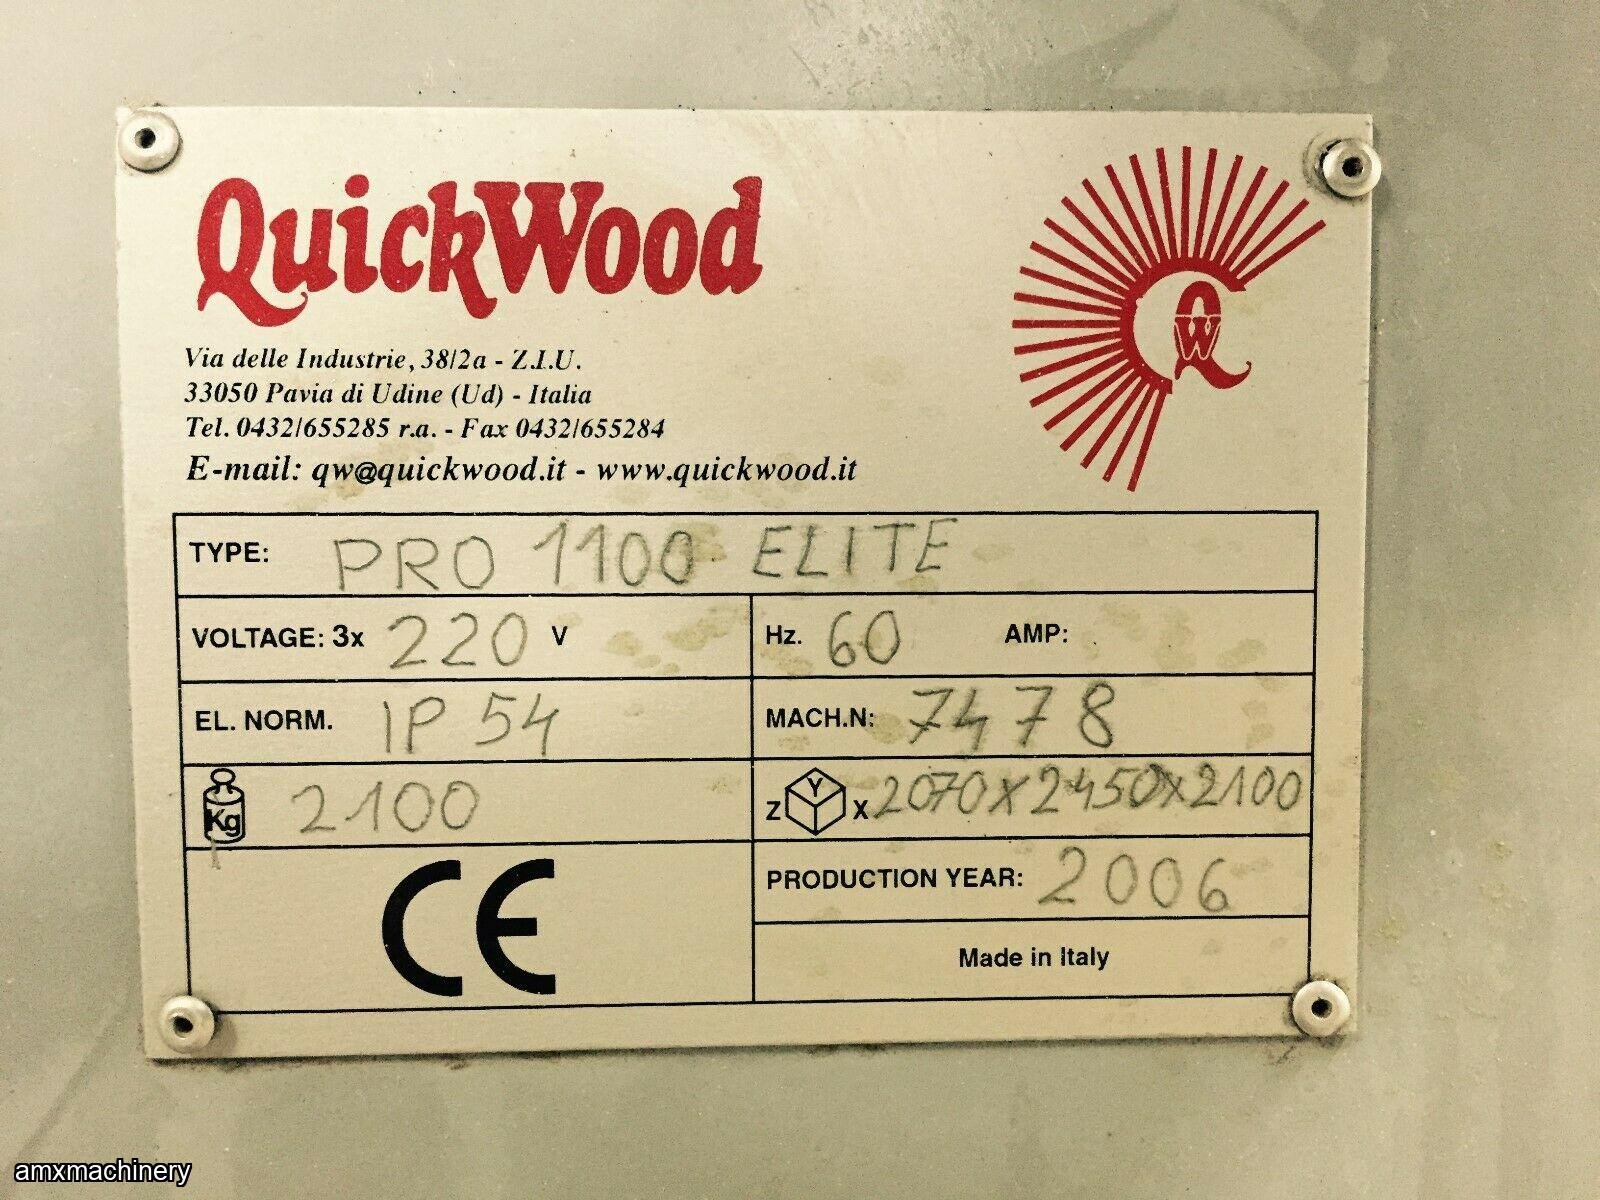 QuickWood
QW
Via delle Industrie, 38/2a - Z.I.U.
33050 Pavia di Udine (Ud) - Italia
Tel. 0432/655285 r.a. - Fax 0432/655284
E-mail: qw@quickwood.it - www.quickwood.it
TYPE: PRO 1100 ELITE
VOLTAGE: 3x 220 V Hz. 60 AMP:
EL. NORM. IP 54 MACH.N: 7478
Kg 2100 Z Y X 2070x2450x2100
CE PRODUCTION YEAR: 2006
Made in Italy
amxmachinery